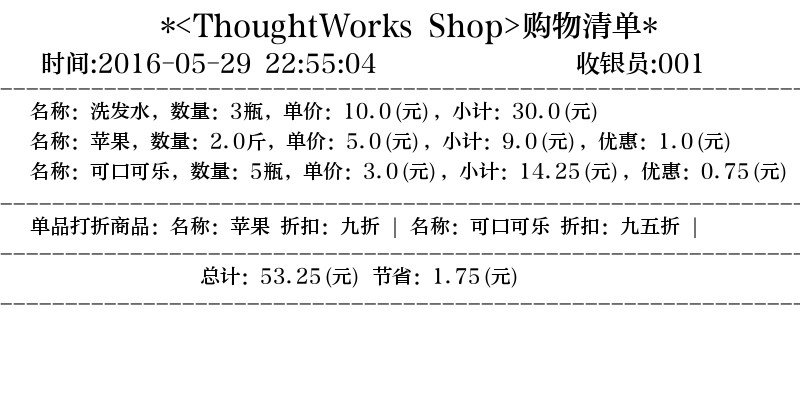 *<ThoughtWorks Shop>购物清单*
时间:2016-05-29 22:55:04 收银员:001
名称：洗发水，数量：3瓶，单价：10.0(元)，小计：30.0(元)
名称：苹果，数量：2.0斤，单价：5.0(元)，小计：9.0(元)，优惠：1.0(元)
名称：可口可乐，数量：5瓶，单价：3.0(元)，小计：14.25(元)，优惠：0.75(元)
单品打折商品：名称：苹果 折扣：九折 | 名称：可口可乐 折扣：九五折 |
总计：53.25(元) 节省：1.75(元)